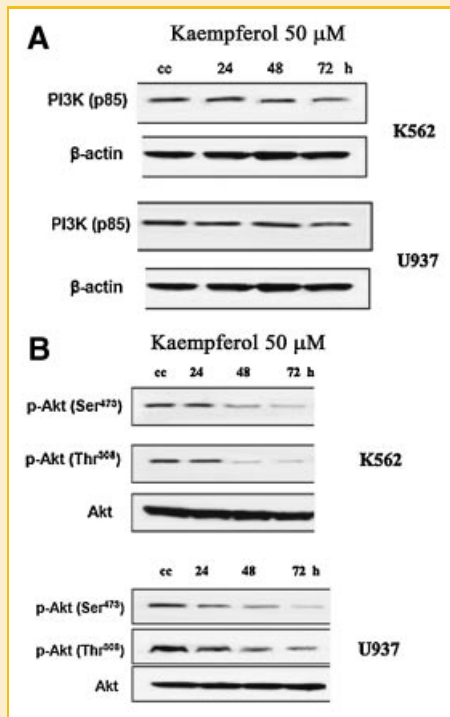 A
Kaempferol 50 μM
cc 24 48 72 h
PI3K (p85)
K562
β-actin
PI3K (p85)
U937
β-actin
B
Kaempferol 50 μM
cc 24 48 72 h
p-Akt (Ser473)
p-Akt (Thr308)
K562
Akt
cc 24 48 72 h
p-Akt (Ser473)
p-Akt (Thr308)
U937
Akt